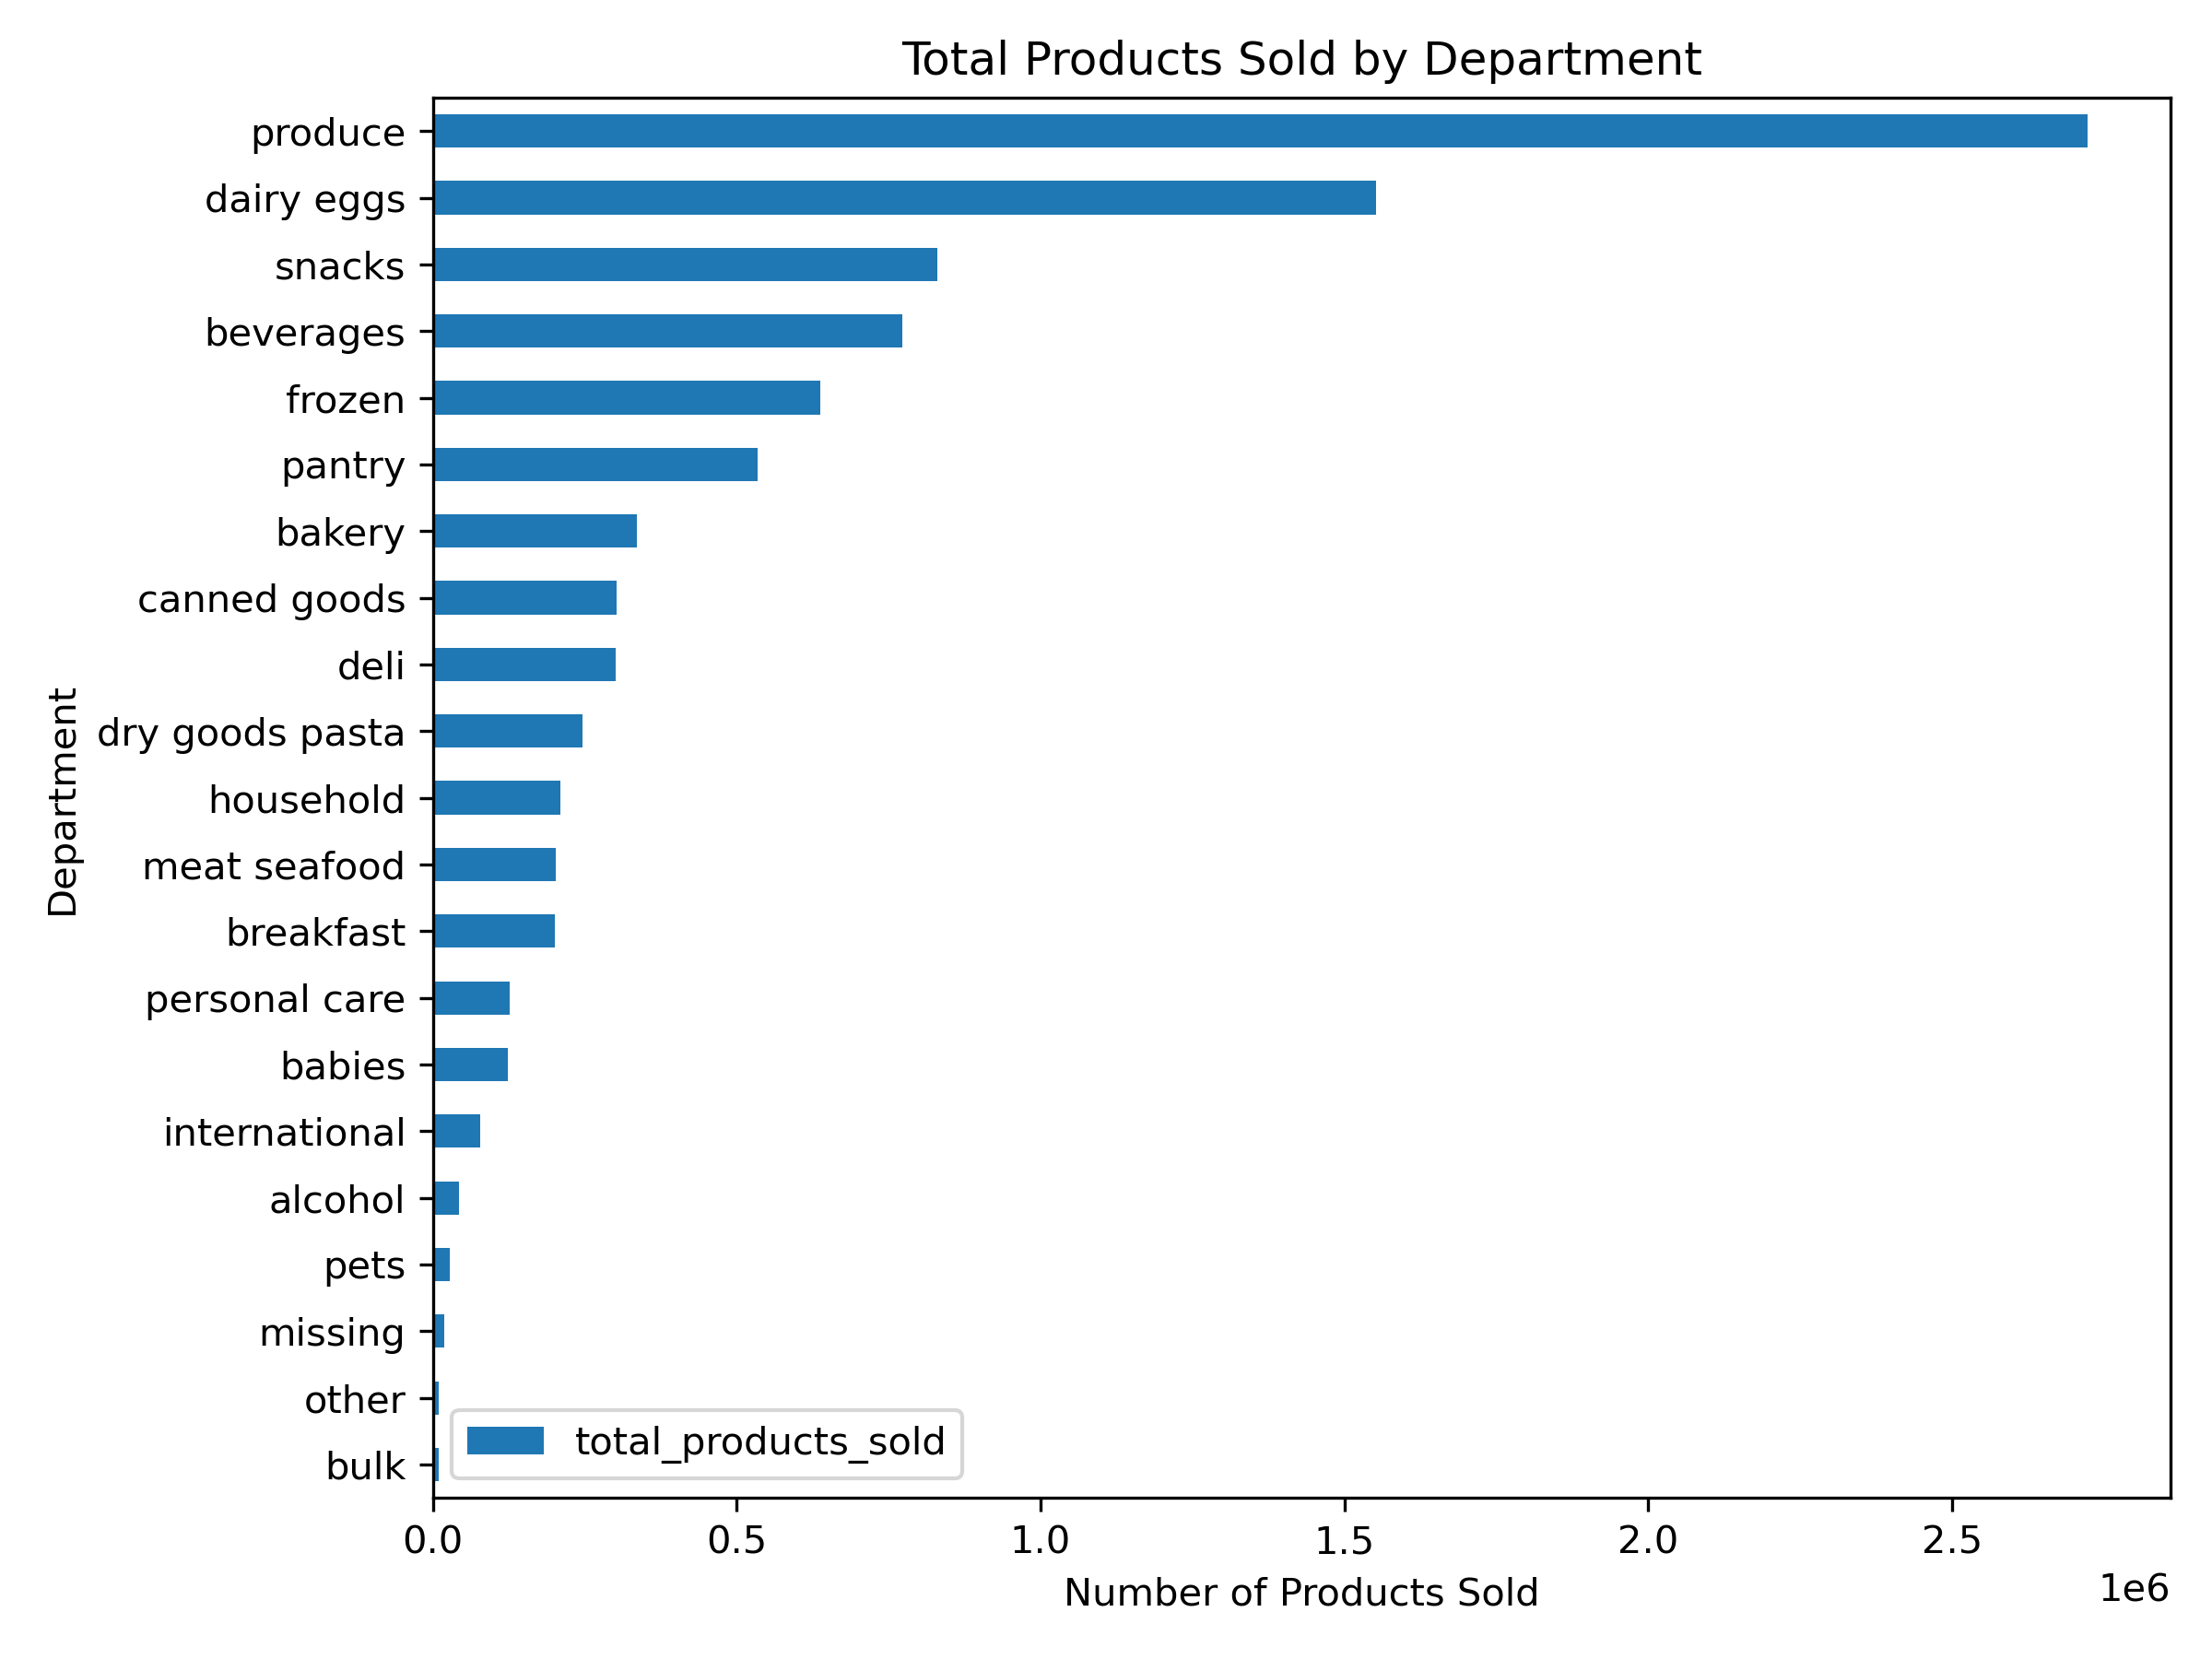 Total Products Sold by Department
produce
dairy eggs
snacks
beverages
frozen
pantry
bakery
canned goods
deli
dry goods pasta
household
meat seafood
breakfast
personal care
babies
international
alcohol
pets
missing
other
bulk
Department
total_products_sold
0.0 0.5 1.0 1.5 2.0 2.5
Number of Products Sold
1e6